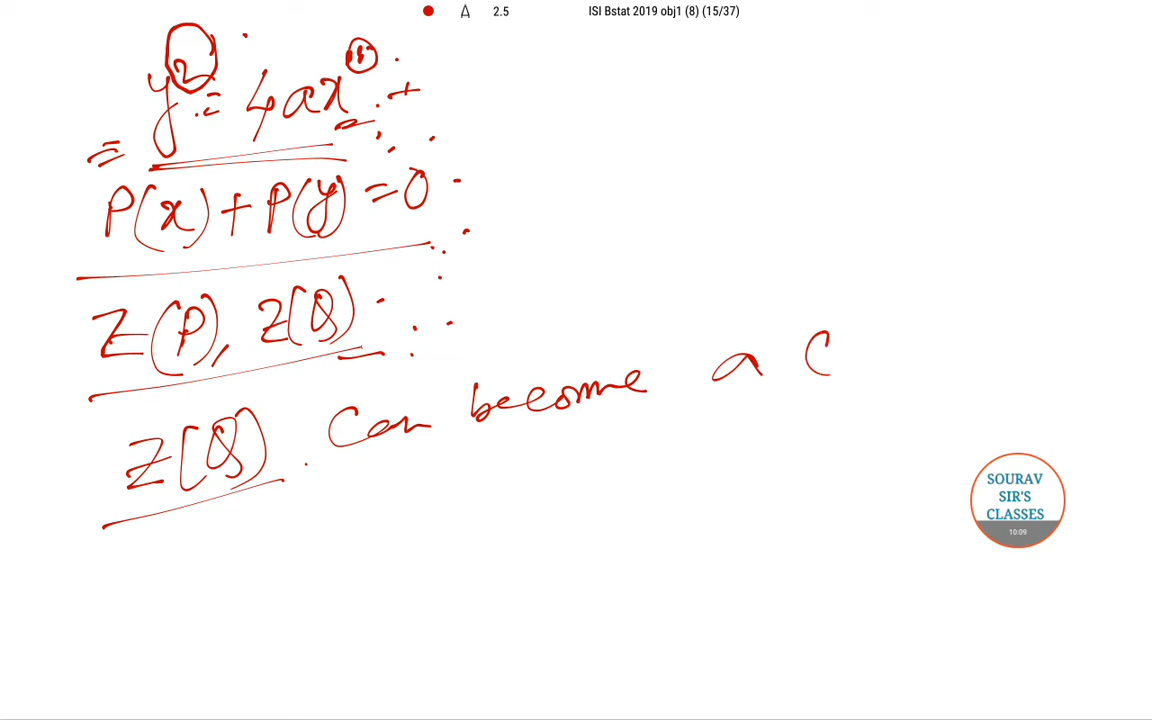 A 2.5 ISI Bstat 2019 obj1 (8) (15/37)
y² = 4ax⁽¹⁾ +
=
P(x) + P(y) = 0
Z(P), Z(Q)
Z(Q) Can become a C
SOURAV
SIR'S
CLASSES
10:09